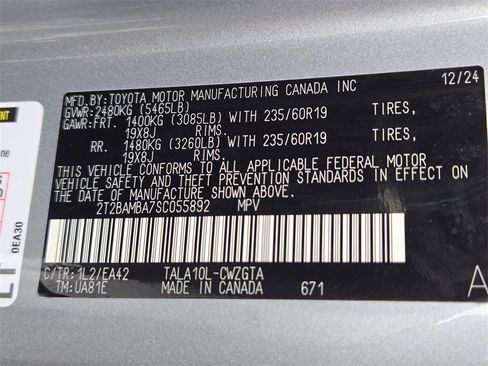 MFD.BY:TOYOTA MOTOR MANUFACTURING CANADA INC 12/24
GVWR:2480KG (5465LB)
GAWR:FRT. 1400KG (3085LB) WITH 235/60R19 TIRES,
19X8J RIMS.
RR. 1480KG (3260LB) WITH 235/60R19 TIRES,
19X8J RIMS.
THIS VEHICLE CONFORMS TO ALL APPLICABLE FEDERAL MOTOR
VEHICLE SAFETY AND THEFT PREVENTION STANDARDS IN EFFECT ON
THE DATE OF MANUFACTURE SHOWN ABOVE.
2T2BAMBA7SC055892 MPV
C/TR:1L2/EA42 TALA10L-CWZGTA
TM:UA81E MADE IN CANADA 671 A
0EA30